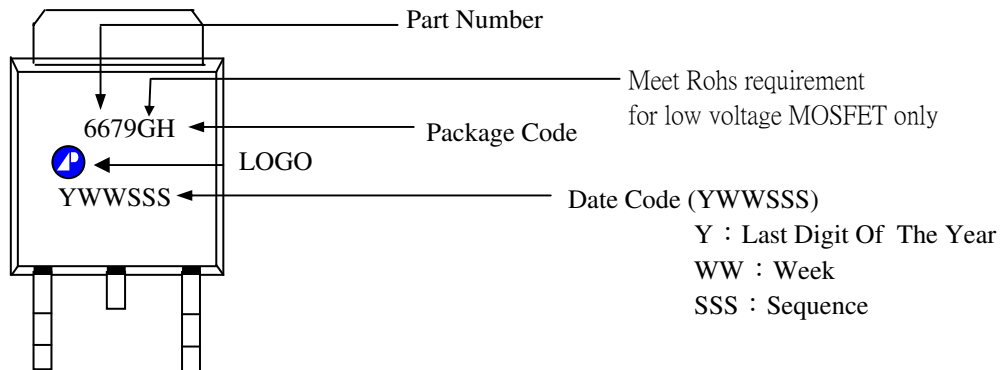 Part Number
Meet Rohs requirement
for low voltage MOSFET only
6679GH
Package Code
LOGO
YWWSSS
Date Code (YWWSSS)
Y：Last Digit Of The Year
WW：Week
SSS：Sequence